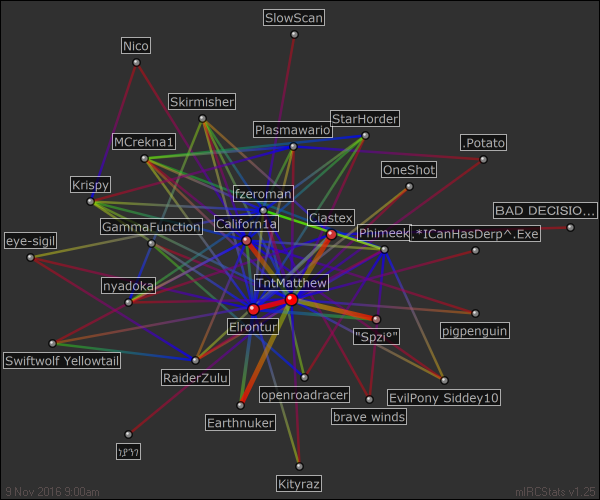 SlowScan
Nico
Skirmisher
StarHorder
Plasmawario
MCrekna1
.Potato
OneShot
Krispy
fzeroman
BAD DECISIO...
Ciastex
GammaFunction
Californ1a
Phimeek
.*ICanHasDerp^.Exe
eye-sigil
TntMatthew
nyadoka
Elrontur
pigpenguin
"Spzi°"
Swiftwolf Yellowtail
RaiderZulu
openroadracer
EvilPony Siddey10
Earthnuker
brave winds
Kityraz
9 Nov 2016 9:00am
mIRCStats v1.25